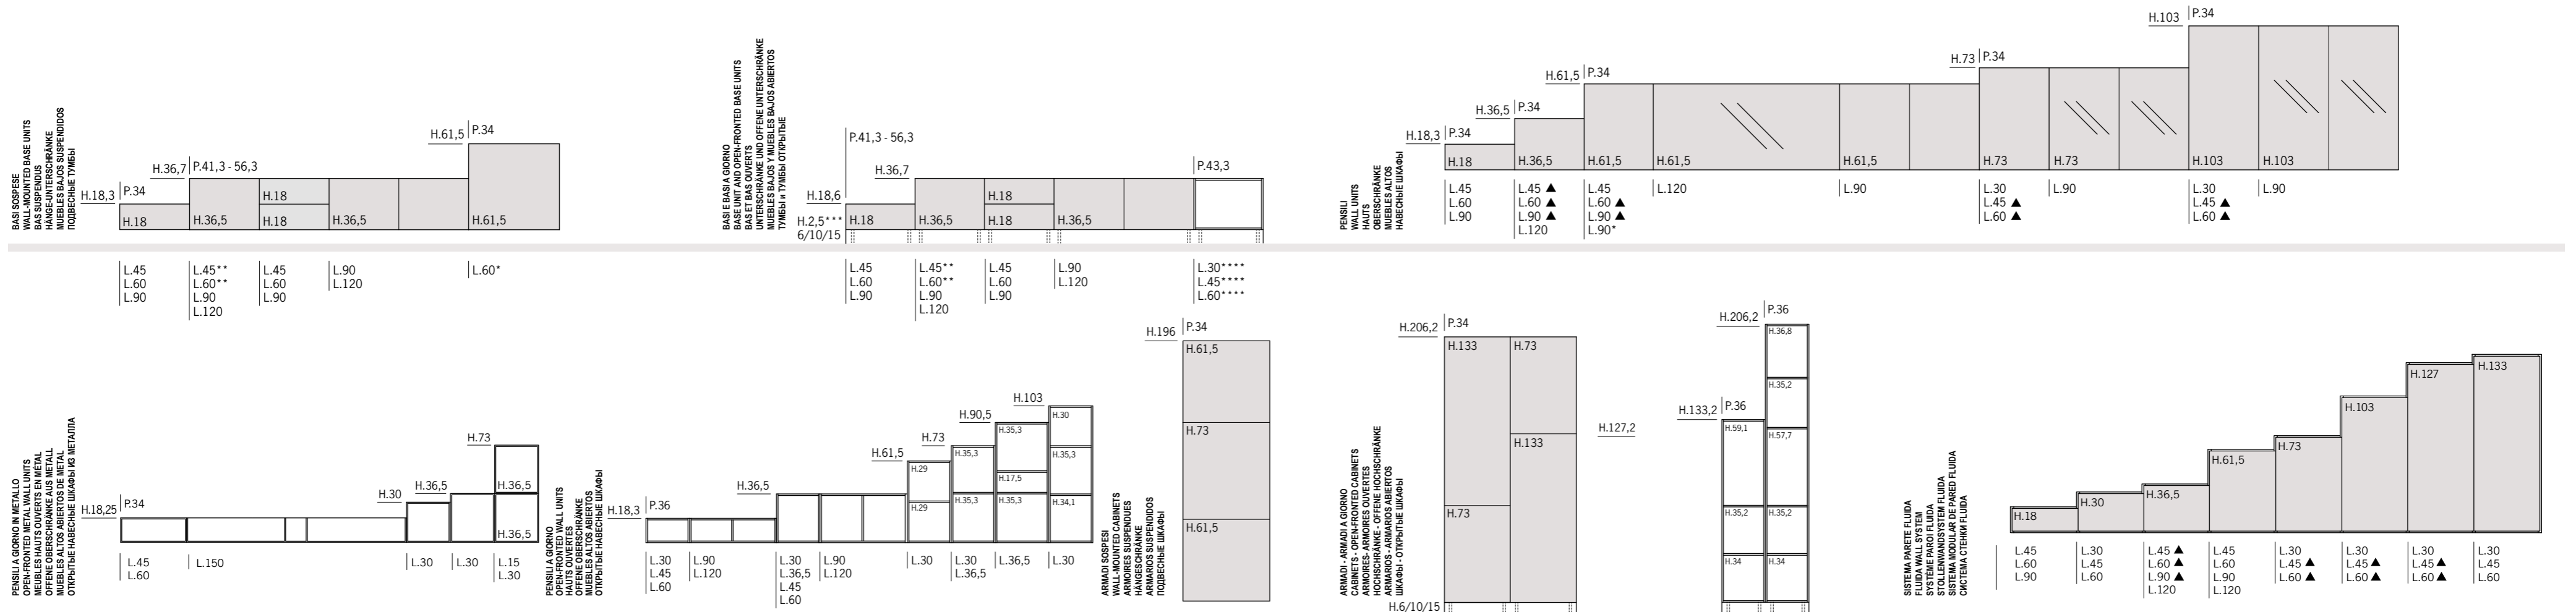 BASI SOSPESE
WALL-MOUNTED BASE UNITS
BAS SUSPENDUS
HÄNGE-UNTERSCHRÄNKE
MUEBLES BAJOS SUSPENDIDOS
ПОДВЕСНЫЕ ТУМБЫ
H.18,3
P.34
H.36,7
P.41,3 - 56,3
H.61,5
P.34
H.18
H.36,5
H.18
H.18
H.36,5
H.61,5
L.45
L.60
L.90
L.45**
L.60**
L.90
L.120
L.45
L.60
L.90
L.90
L.120
L.60*
BASI E BASI A GIORNO
BASE UNIT AND OPEN-FRONTED BASE UNITS
BAS ET BAS OUVERTS
UNTERSCHRÄNKE UND OFFENE UNTERSCHRÄNKE
MUEBLES BAJOS Y MUEBLES BAJOS ABIERTOS
ТУМБЫ и ТУМБЫ ОТКРЫТЫЕ
P.41,3 - 56,3
H.36,7
P.43,3
H.18,6
H.2,5***
6/10/15
H.18
H.36,5
H.18
H.18
H.36,5
L.45
L.60
L.90
L.45**
L.60**
L.90
L.120
L.45
L.60
L.90
L.90
L.120
L.30****
L.45****
L.60****
PENSILI
WALL UNITS
HAUTS
OBERSCHRÄNKE
MUEBLES ALTOS
НАВЕСНЫЕ ШКАФЫ
H.18,3
P.34
H.36,5
P.34
H.61,5
P.34
H.73
P.34
H.103
P.34
H.18
H.36,5
H.61,5
H.61,5
H.61,5
H.73
H.73
H.103
H.103
L.45
L.60
L.90
L.45 ▲
L.60 ▲
L.90 ▲
L.120
L.45
L.60 ▲
L.90 ▲
L.90*
L.120
L.90
L.30
L.45 ▲
L.60 ▲
L.90
L.30
L.45 ▲
L.60 ▲
L.90
PENSILI A GIORNO IN METALLO
OPEN-FRONTED METAL WALL UNITS
MEUBLES HAUTS OUVERTS EN MÉTAL
OFFENE OBERSCHRÄNKE AUS METALL
MUEBLES ALTOS ABIERTOS DE METAL
ОТКРЫТЫЕ НАВЕСНЫЕ ШКАФЫ ИЗ МЕТАЛЛА
H.18,25
P.34
H.30
H.36,5
H.73
H.36,5
H.36,5
L.45
L.60
L.150
L.30
L.30
L.15
L.30
PENSILI A GIORNO
OPEN-FRONTED WALL UNITS
HAUTS OUVERTES
OFFENE OBERSCHRÄNKE
MUEBLES ALTOS ABIERTOS
ОТКРЫТЫЕ НАВЕСНЫЕ ШКАФЫ
H.18,3
P.36
H.36,5
H.61,5
H.73
H.90,5
H.103
H.29
H.29
H.35,3
H.35,3
H.35,3
H.17,5
H.35,3
H.30
H.35,3
H.34,1
L.30
L.45
L.60
L.90
L.120
L.30
L.36,5
L.45
L.60
L.90
L.120
L.30
L.30
L.36,5
L.36,5
L.30
ARMADI SOSPESI
WALL-MOUNTED CABINETS
ARMOIRES SUSPENDUES
HÄNGESCHRÄNKE
ARMARIOS SUSPENDIDOS
ПОДВЕСНЫЕ ШКАФЫ
H.196
P.34
H.61,5
H.73
H.61,5
ARMADI - ARMADI A GIORNO
CABINETS - OPEN-FRONTED CABINETS
ARMOIRES- ARMOIRES OUVERTES
HOCHSCHRÄNKE - OFFENE HOCHSCHRÄNKE
ARMARIOS - ARMARIOS ABIERTOS
ШКАФЫ - ОТКРЫТЫЕ ШКАФЫ
H.206,2
P.34
H.133
H.73
H.73
H.133
H.6/10/15
H.127,2
H.133,2
P.36
H.206,2
P.36
H.59,1
H.35,2
H.34
H.36,8
H.35,2
H.57,7
H.35,2
H.34
SISTEMA PARETE FLUIDA
FLUIDA WALL SYSTEM
SYSTÈME PAROI FLUIDA
STOLLENWANDSYSTEM FLUIDA
SISTEMA MODULAR DE PARED FLUIDA
СИСТЕМА СТЕНКИ FLUIDA
H.18
H.30
H.36,5
H.61,5
H.73
H.103
H.127
H.133
L.45
L.60
L.90
L.30
L.45
L.60
L.45 ▲
L.60 ▲
L.90 ▲
L.120
L.45
L.60
L.90
L.120
L.30
L.45 ▲
L.60 ▲
L.30
L.45 ▲
L.60 ▲
L.30
L.45 ▲
L.60 ▲
L.30
L.45
L.60